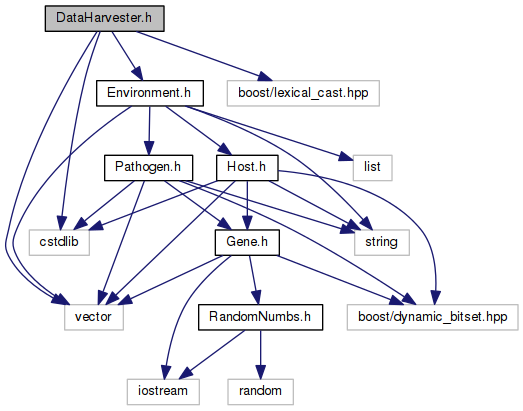 DataHarvester.h
Environment.h
boost/lexical_cast.hpp
Pathogen.h
Host.h
list
cstdlib
Gene.h
string
vector
RandomNumbs.h
boost/dynamic_bitset.hpp
iostream
random